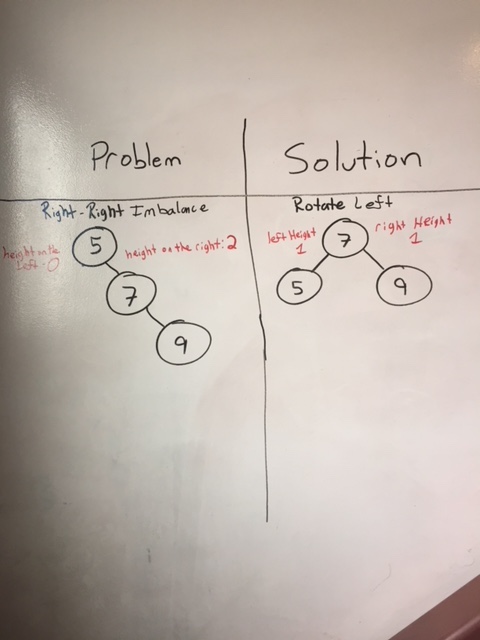 Problem
Solution
Right-Right Imbalance
Rotate Left
height on the
Left: 0
5
height on the right: 2
7
9
left Height
1
7
right Height
1
5
9